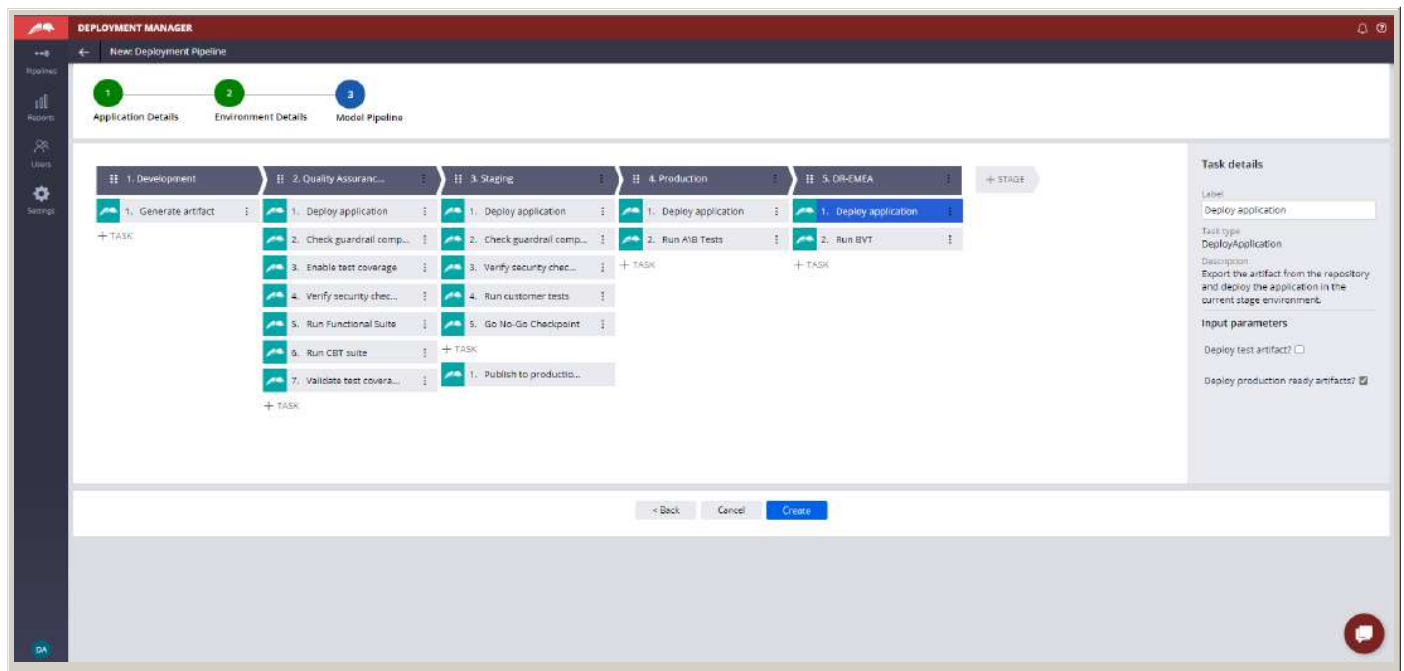 DEPLOYMENT MANAGER
New: Deployment Pipeline
Pipelines
Reports
Users
Settings
DA
1
2
3
Application Details
Environment Details
Model Pipeline
1. Development
1. Generate artifact
+ TASK
2. Quality Assuranc...
1. Deploy application
2. Check guardrail comp...
3. Enable test coverage
4. Verify security chec...
5. Run Functional Suite
6. Run CBT suite
7. Validate test covera...
+ TASK
3. Staging
1. Deploy application
2. Check guardrail comp...
3. Verify security chec...
4. Run customer tests
5. Go No-Go Checkpoint
+ TASK
1. Publish to productio...
4. Production
1. Deploy application
2. Run A\B Tests
+ TASK
5. DR-EMEA
1. Deploy application
2. Run BVT
+ TASK
+ STAGE
Task details
Label
Deploy application
Task type
DeployApplication
Description
Export the artifact from the repository
and deploy the application in the
current stage environment.
Input parameters
Deploy test artifact?
Deploy production ready artifacts?
< Back
Cancel
Create